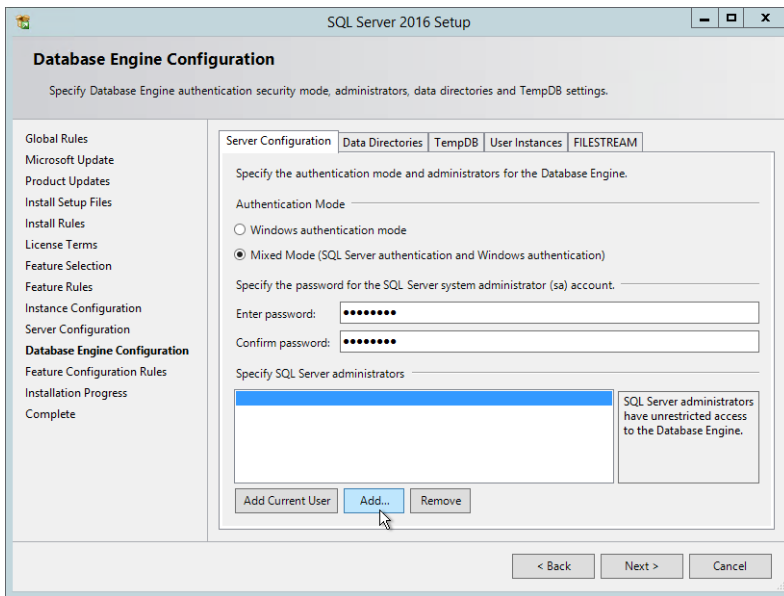 SQL Server 2016 Setup
Database Engine Configuration
Specify Database Engine authentication security mode, administrators, data directories and TempDB settings.
Global Rules
Microsoft Update
Product Updates
Install Setup Files
Install Rules
License Terms
Feature Selection
Feature Rules
Instance Configuration
Server Configuration
Database Engine Configuration
Feature Configuration Rules
Installation Progress
Complete
Server Configuration Data Directories TempDB User Instances FILESTREAM
Specify the authentication mode and administrators for the Database Engine.
Authentication Mode
Windows authentication mode
Mixed Mode (SQL Server authentication and Windows authentication)
Specify the password for the SQL Server system administrator (sa) account.
Enter password: ●●●●●●●●
Confirm password: ●●●●●●●●
Specify SQL Server administrators
SQL Server administrators
have unrestricted access
to the Database Engine.
Add Current User Add... Remove
< Back Next > Cancel